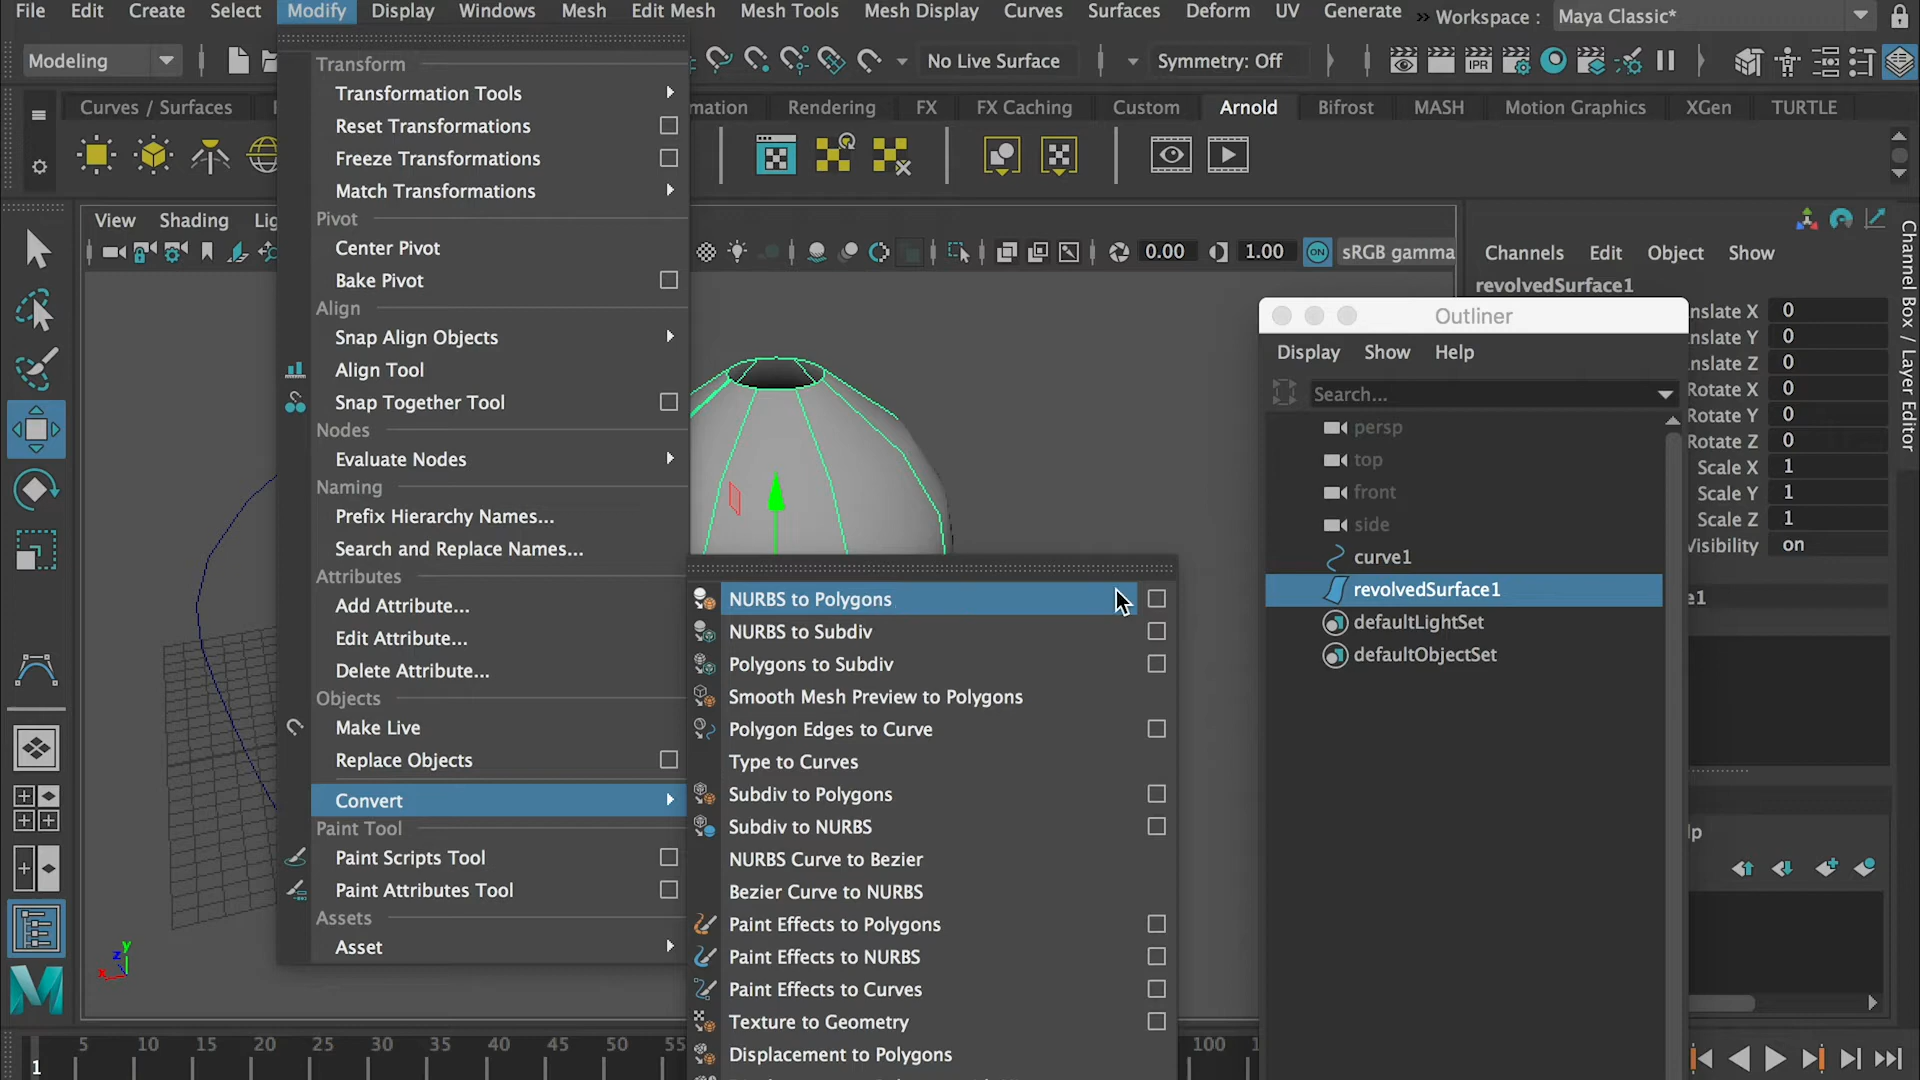 File Edit Create Select Modify Display Windows Mesh Edit Mesh Mesh Tools Mesh Display Curves Surfaces Deform UV Generate >> Workspace : Maya Classic*
Modeling No Live Surface Symmetry: Off IPR
Curves / Surfaces mation Rendering FX FX Caching Custom Arnold Bifrost MASH Motion Graphics XGen TURTLE
View Shading Lig 0.00 1.00 ON sRGB gamma
Transform
Transformation Tools
Reset Transformations
Freeze Transformations
Match Transformations
Pivot
Center Pivot
Bake Pivot
Align
Snap Align Objects
Align Tool
Snap Together Tool
Nodes
Evaluate Nodes
Naming
Prefix Hierarchy Names...
Search and Replace Names...
Attributes
Add Attribute...
Edit Attribute...
Delete Attribute...
Objects
Make Live
Replace Objects
Convert
Paint Tool
Paint Scripts Tool
Paint Attributes Tool
Assets
Asset
NURBS to Polygons
NURBS to Subdiv
Polygons to Subdiv
Smooth Mesh Preview to Polygons
Polygon Edges to Curve
Type to Curves
Subdiv to Polygons
Subdiv to NURBS
NURBS Curve to Bezier
Bezier Curve to NURBS
Paint Effects to Polygons
Paint Effects to NURBS
Paint Effects to Curves
Texture to Geometry
Displacement to Polygons
Outliner
Display Show Help
Search...
persp
top
front
side
curve1
revolvedSurface1
defaultLightSet
defaultObjectSet
Channels Edit Object Show
revolvedSurface1
nslate X 0
nslate Y 0
nslate Z 0
Rotate X 0
Rotate Y 0
Rotate Z 0
Scale X 1
Scale Y 1
Scale Z 1
Visibility on
e1
lp
Channel Box / Layer Editor
y
z
x
1 5 10 15 20 25 30 35 40 45 50 55 100 1